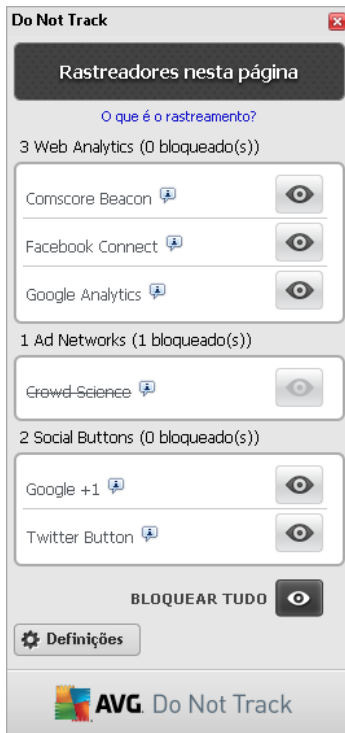 Do Not Track
Rastreadores nesta página
O que é o rastreamento?
3 Web Analytics (0 bloqueado(s))
Comscore Beacon
Facebook Connect
Google Analytics
1 Ad Networks (1 bloqueado(s))
Crowd Science
2 Social Buttons (0 bloqueado(s))
Google +1
Twitter Button
BLOQUEAR TUDO
Definições
AVG. Do Not Track